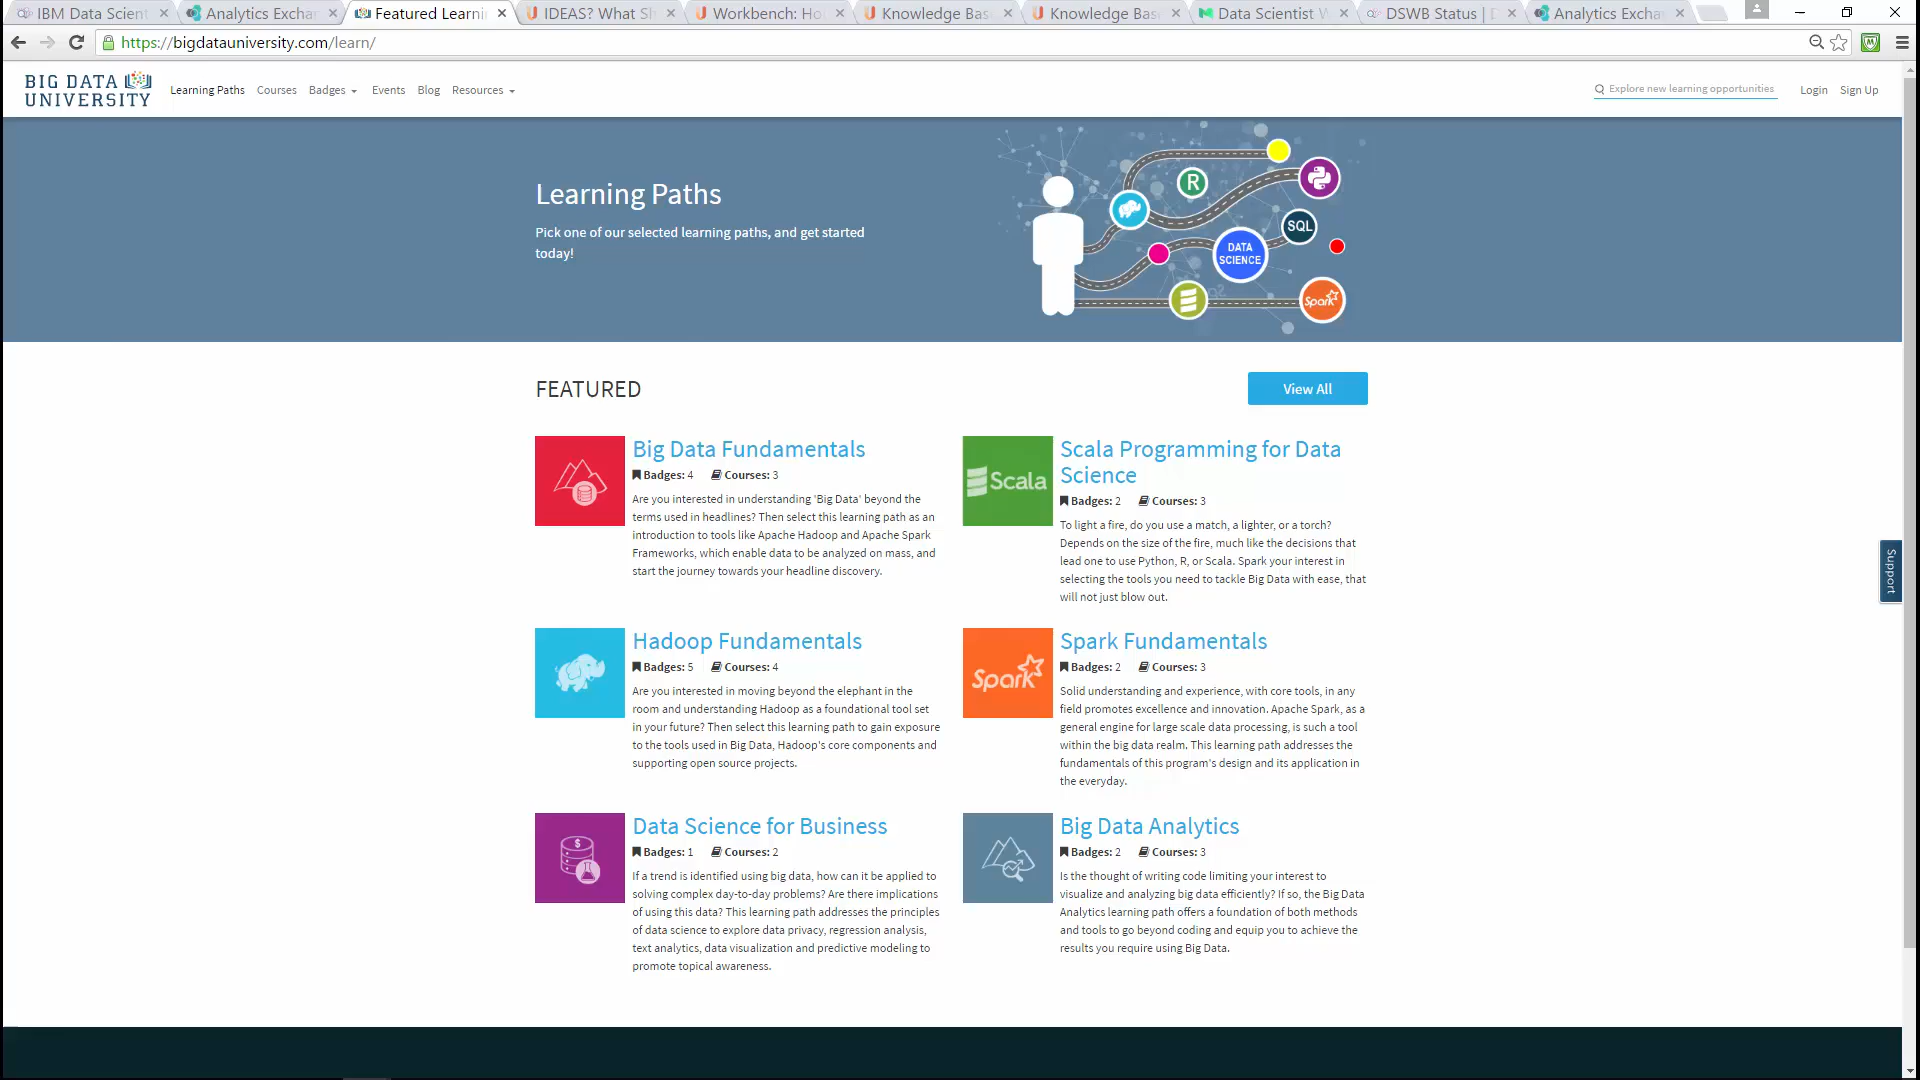 IBM Data Scient
Analytics Exchan
Featured Learni
IDEAS? What Sh
Workbench: Ho
Knowledge Bas
Knowledge Bas
Data Scientist W
DSWB Status | D
Analytics Exchan
https://bigdatauniversity.com/learn/
BIG DATA
UNIVERSITY
Learning Paths Courses Badges Events Blog Resources
Explore new learning opportunities
Login Sign Up
Learning Paths
Pick one of our selected learning paths, and get started
today!
R
SQL
DATA
SCIENCE
Spark
FEATURED
View All
Big Data Fundamentals
Badges: 4 Courses: 3
Are you interested in understanding 'Big Data' beyond the
terms used in headlines? Then select this learning path as an
introduction to tools like Apache Hadoop and Apache Spark
Frameworks, which enable data to be analyzed on mass, and
start the journey towards your headline discovery.
Scala
Scala Programming for Data
Science
Badges: 2 Courses: 3
To light a fire, do you use a match, a lighter, or a torch?
Depends on the size of the fire, much like the decisions that
lead one to use Python, R, or Scala. Spark your interest in
selecting the tools you need to tackle Big Data with ease, that
will not just blow out.
Support
Hadoop Fundamentals
Badges: 5 Courses: 4
Are you interested in moving beyond the elephant in the
room and understanding Hadoop as a foundational tool set
in your future? Then select this learning path to gain exposure
to the tools used in Big Data, Hadoop's core components and
supporting open source projects.
Spark
Spark Fundamentals
Badges: 2 Courses: 3
Solid understanding and experience, with core tools, in any
field promotes excellence and innovation. Apache Spark, as a
general engine for large scale data processing, is such a tool
within the big data realm. This learning path addresses the
fundamentals of this program's design and its application in
the everyday.
Data Science for Business
Badges: 1 Courses: 2
If a trend is identified using big data, how can it be applied to
solving complex day-to-day problems? Are there implications
of using this data? This learning path addresses the principles
of data science to explore data privacy, regression analysis,
text analytics, data visualization and predictive modeling to
promote topical awareness.
Big Data Analytics
Badges: 2 Courses: 3
Is the thought of writing code limiting your interest to
visualize and analyzing big data efficiently? If so, the Big Data
Analytics learning path offers a foundation of both methods
and tools to go beyond coding and equip you to achieve the
results you require using Big Data.